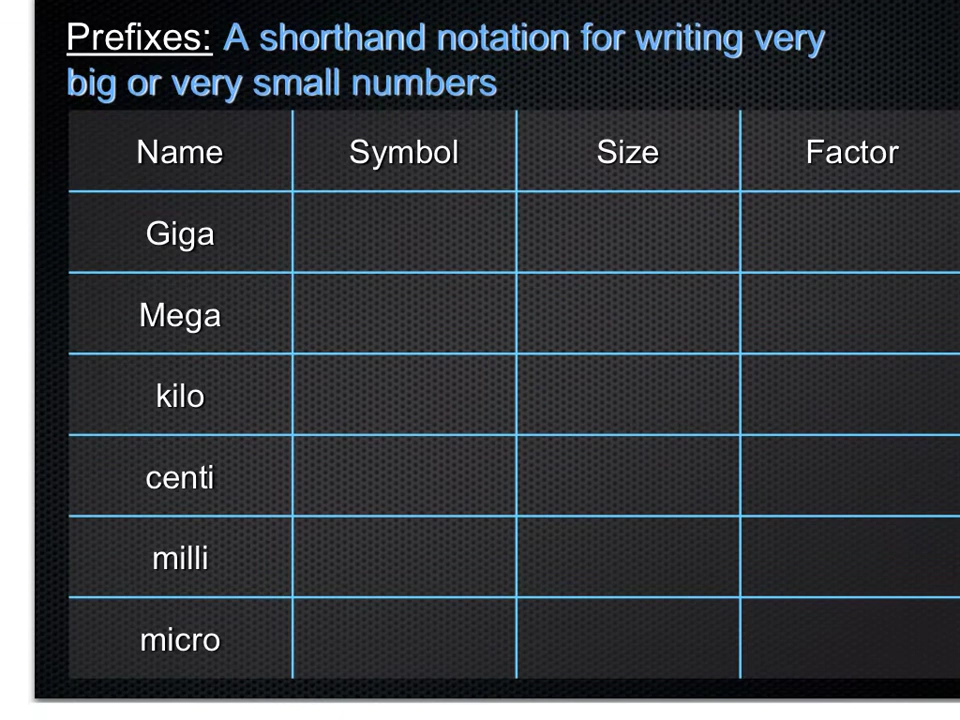 Prefixes: A shorthand notation for writing very
big or very small numbers
Name Symbol Size Factor
Giga
Mega
kilo
centi
milli
micro